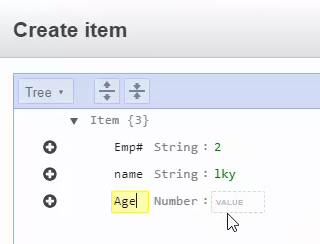 Create item
Tree
Item {3}
Emp# String : 2
name String : lky
Age Number : VALUE